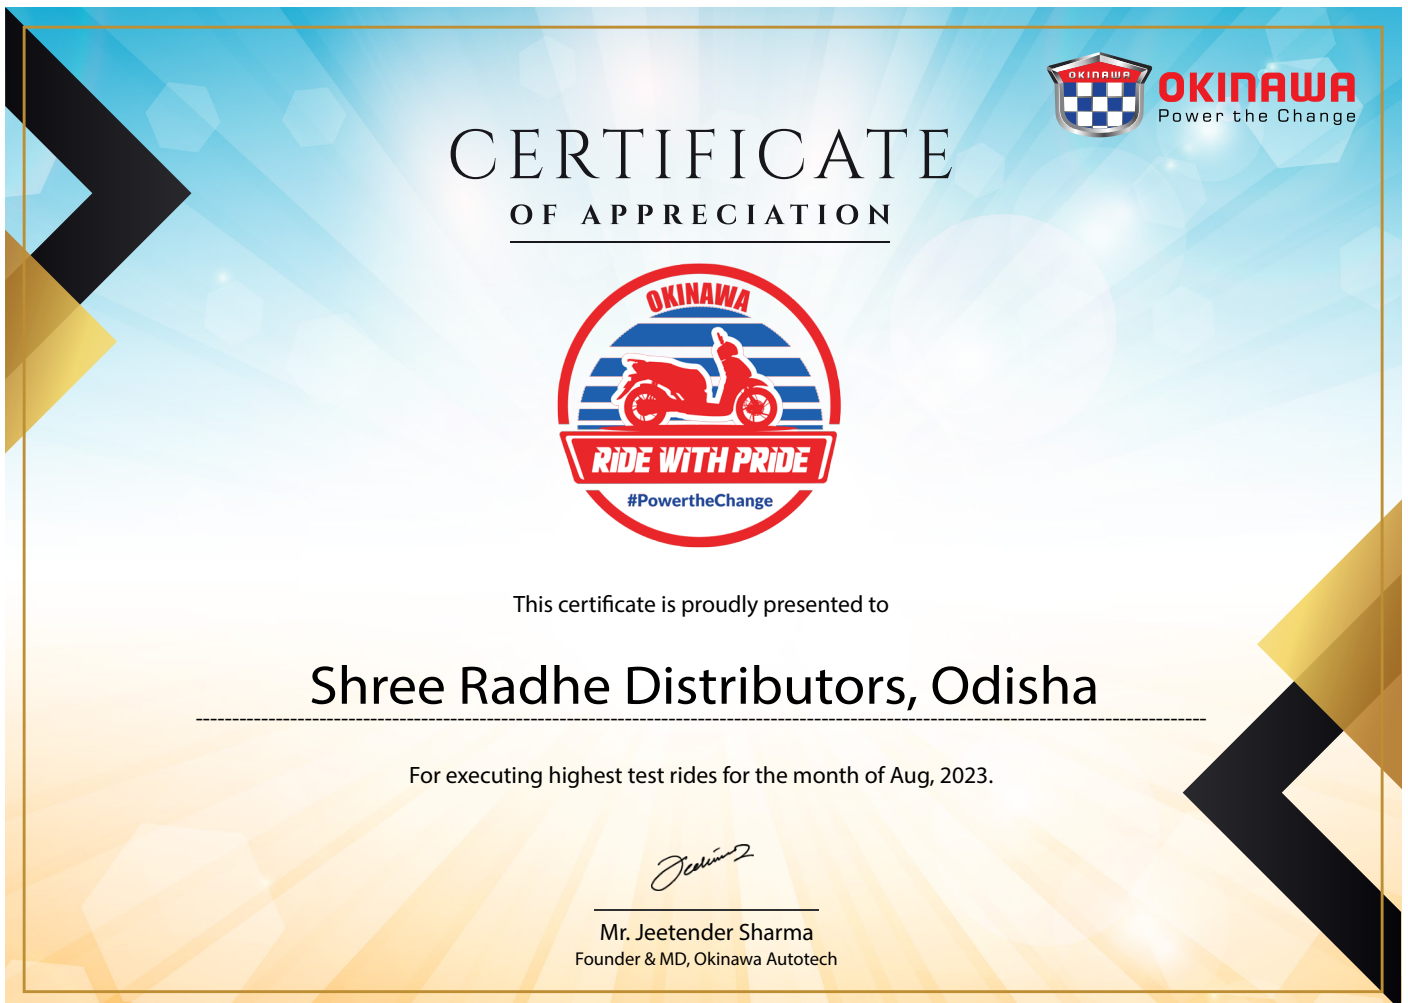 OKINAWA
OKINAWA
Power the Change
CERTIFICATE
OF APPRECIATION
OKINAWA
RIDE WITH PRIDE
#PowertheChange
This certificate is proudly presented to
Shree Radhe Distributors, Odisha
For executing highest test rides for the month of Aug, 2023.
Mr. Jeetender Sharma
Founder & MD, Okinawa Autotech